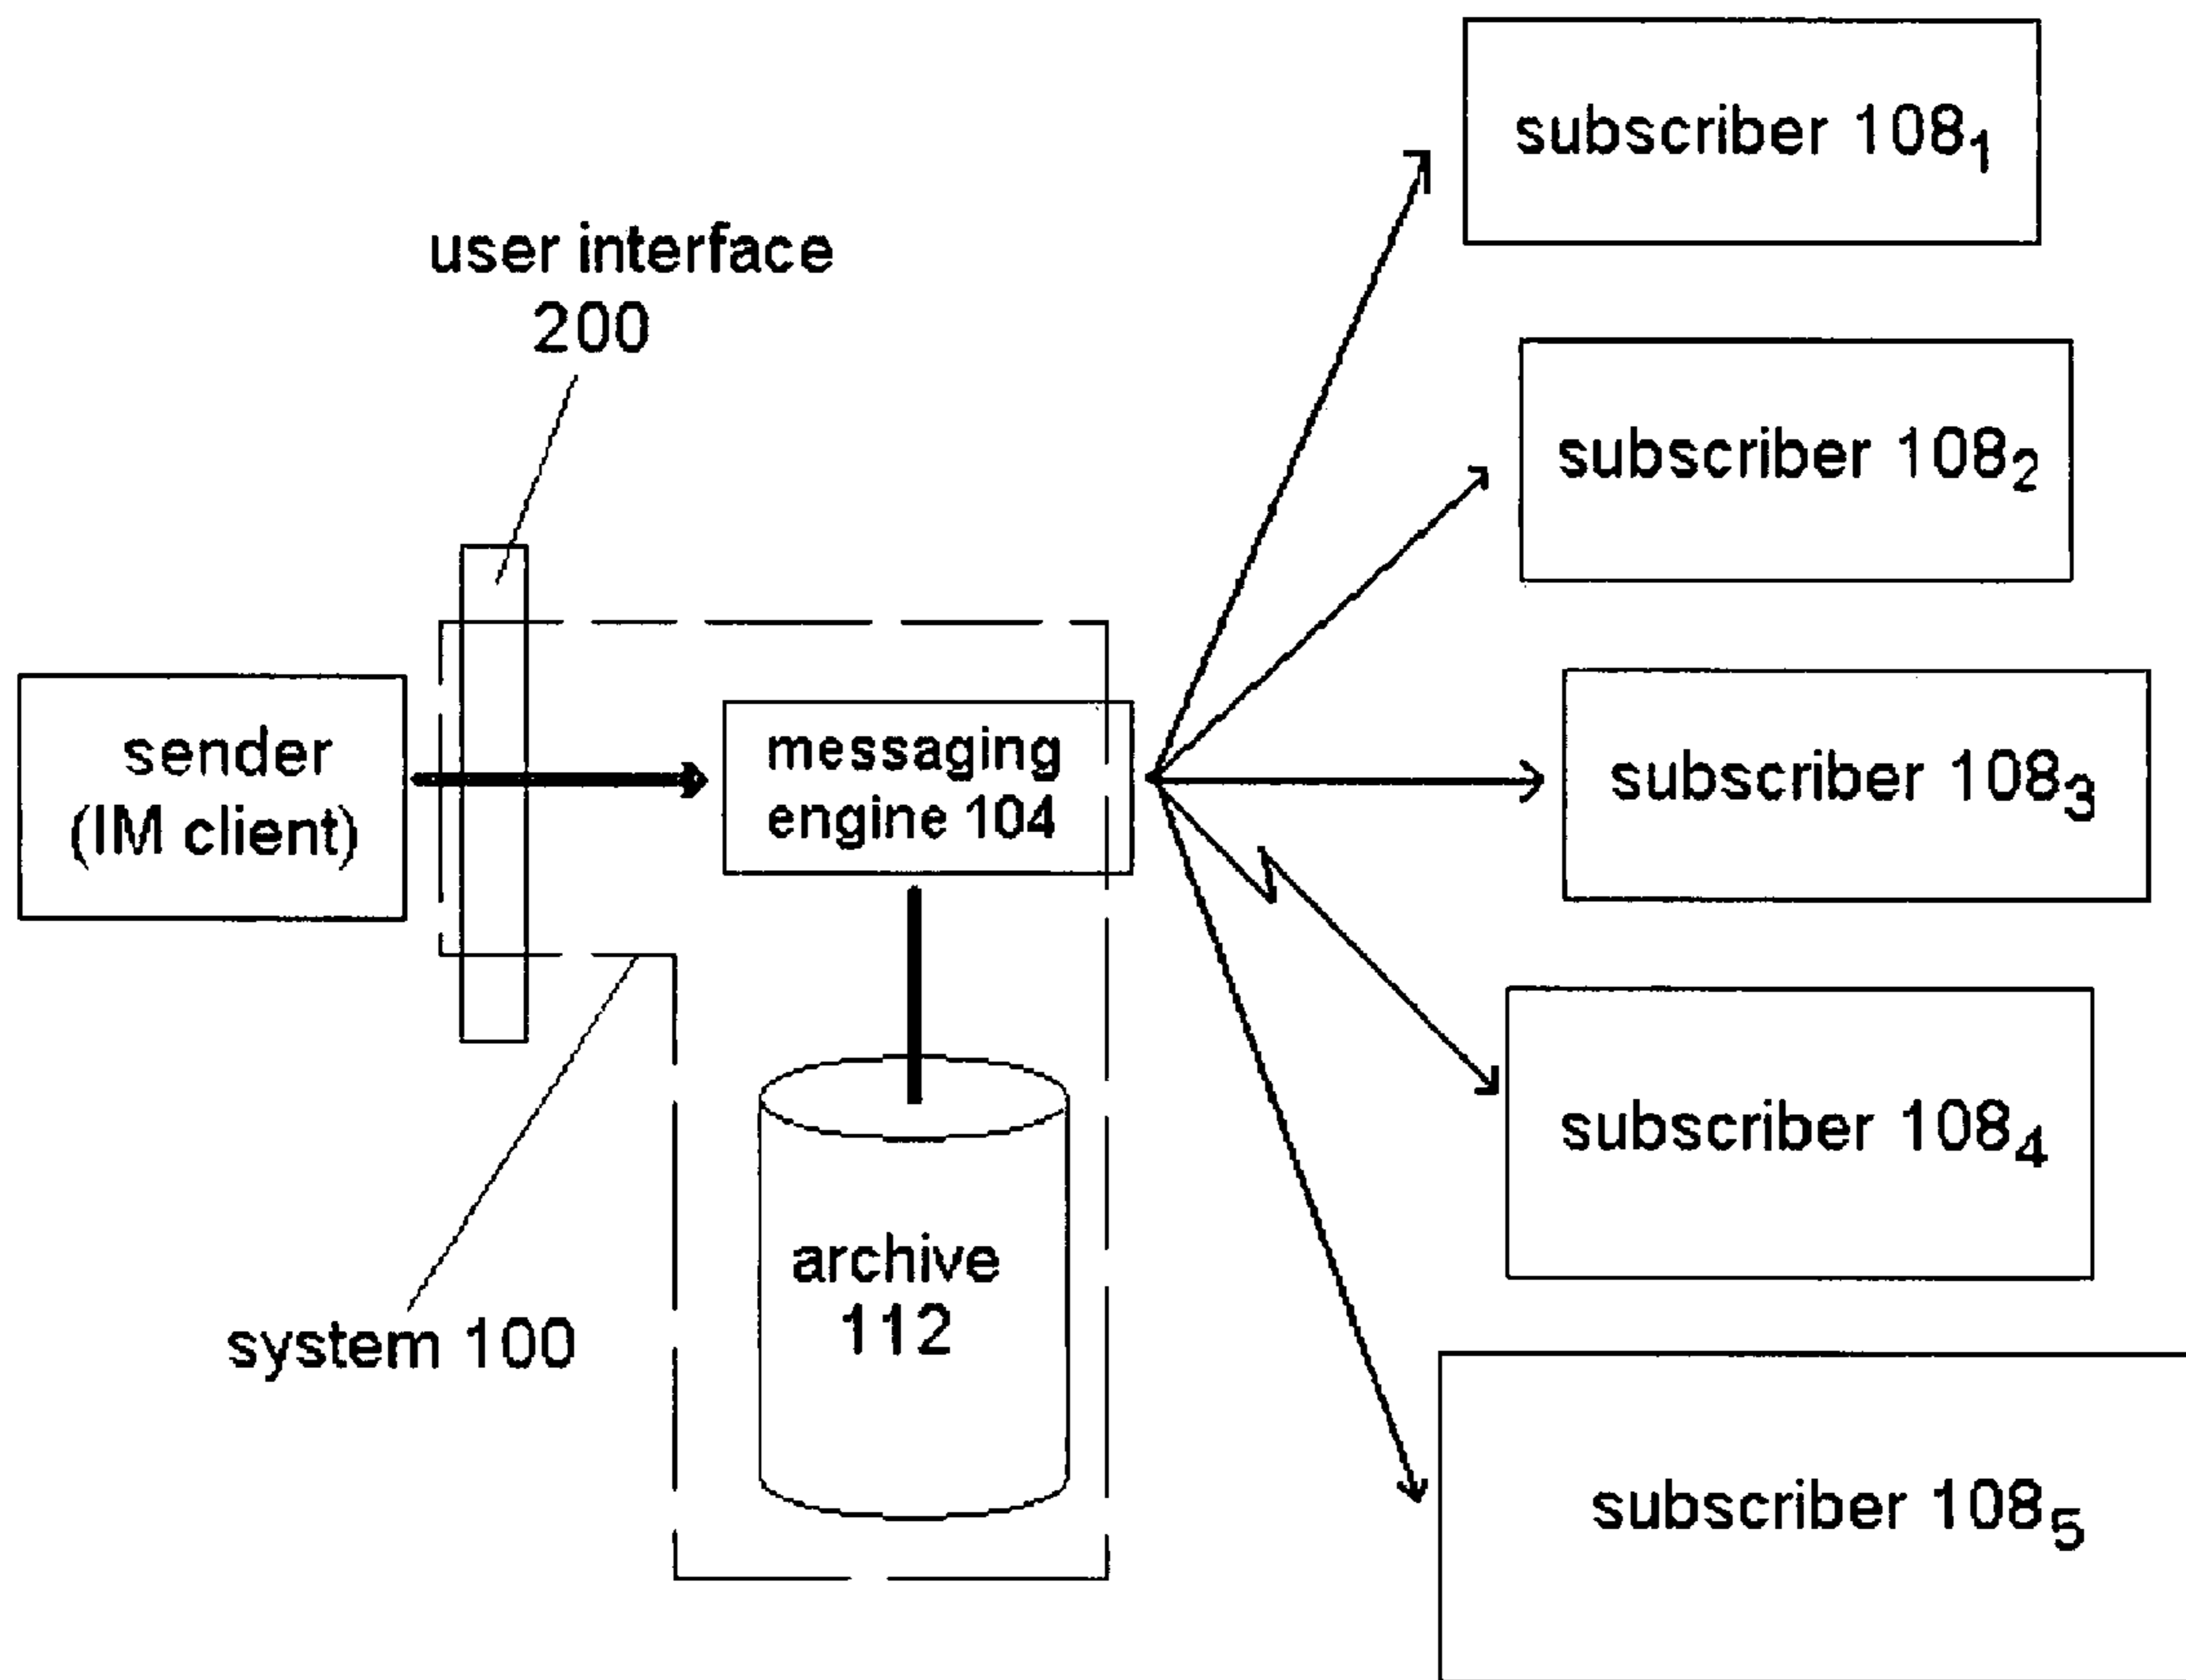 user interface
200
sender
(IM client)
messaging
engine 104
archive
112
system 100
subscriber 108₁
subscriber 108₂
subscriber 108₃
subscriber 108₄
subscriber 108₅